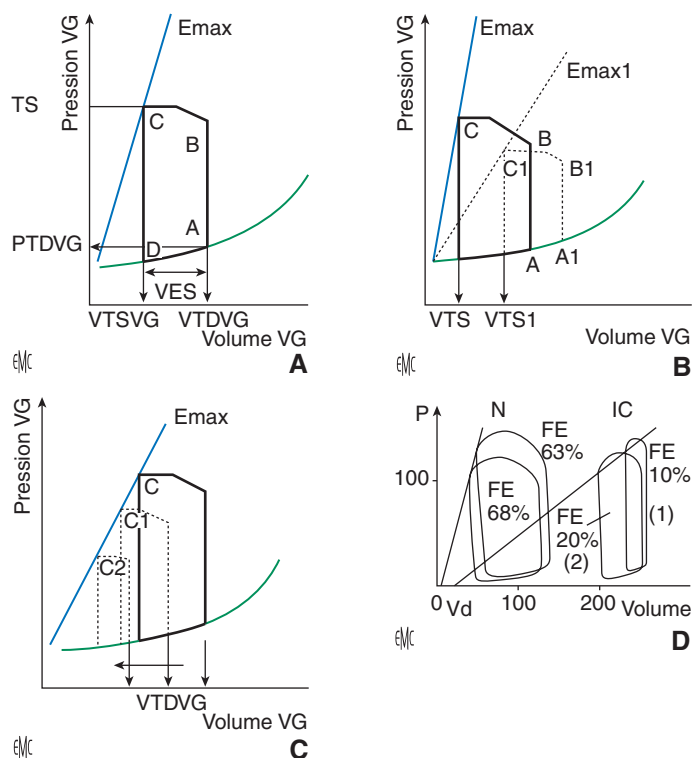 Pression VG
Emax
TS
C
B
A
PTDVG
D
VES
VTSVG
VTDVG
Volume VG
EMC
A
Pression VG
Emax
Emax1
C
B
C1
B1
A
A1
VTS
VTS1
Volume VG
EMC
B
Pression VG
Emax
C
C1
C2
VTDVG
Volume VG
EMC
C
P
N
IC
FE
63%
FE
10%
100
FE
68%
FE
20%
(2)
(1)
0 Vd
100
200
Volume
EMC
D